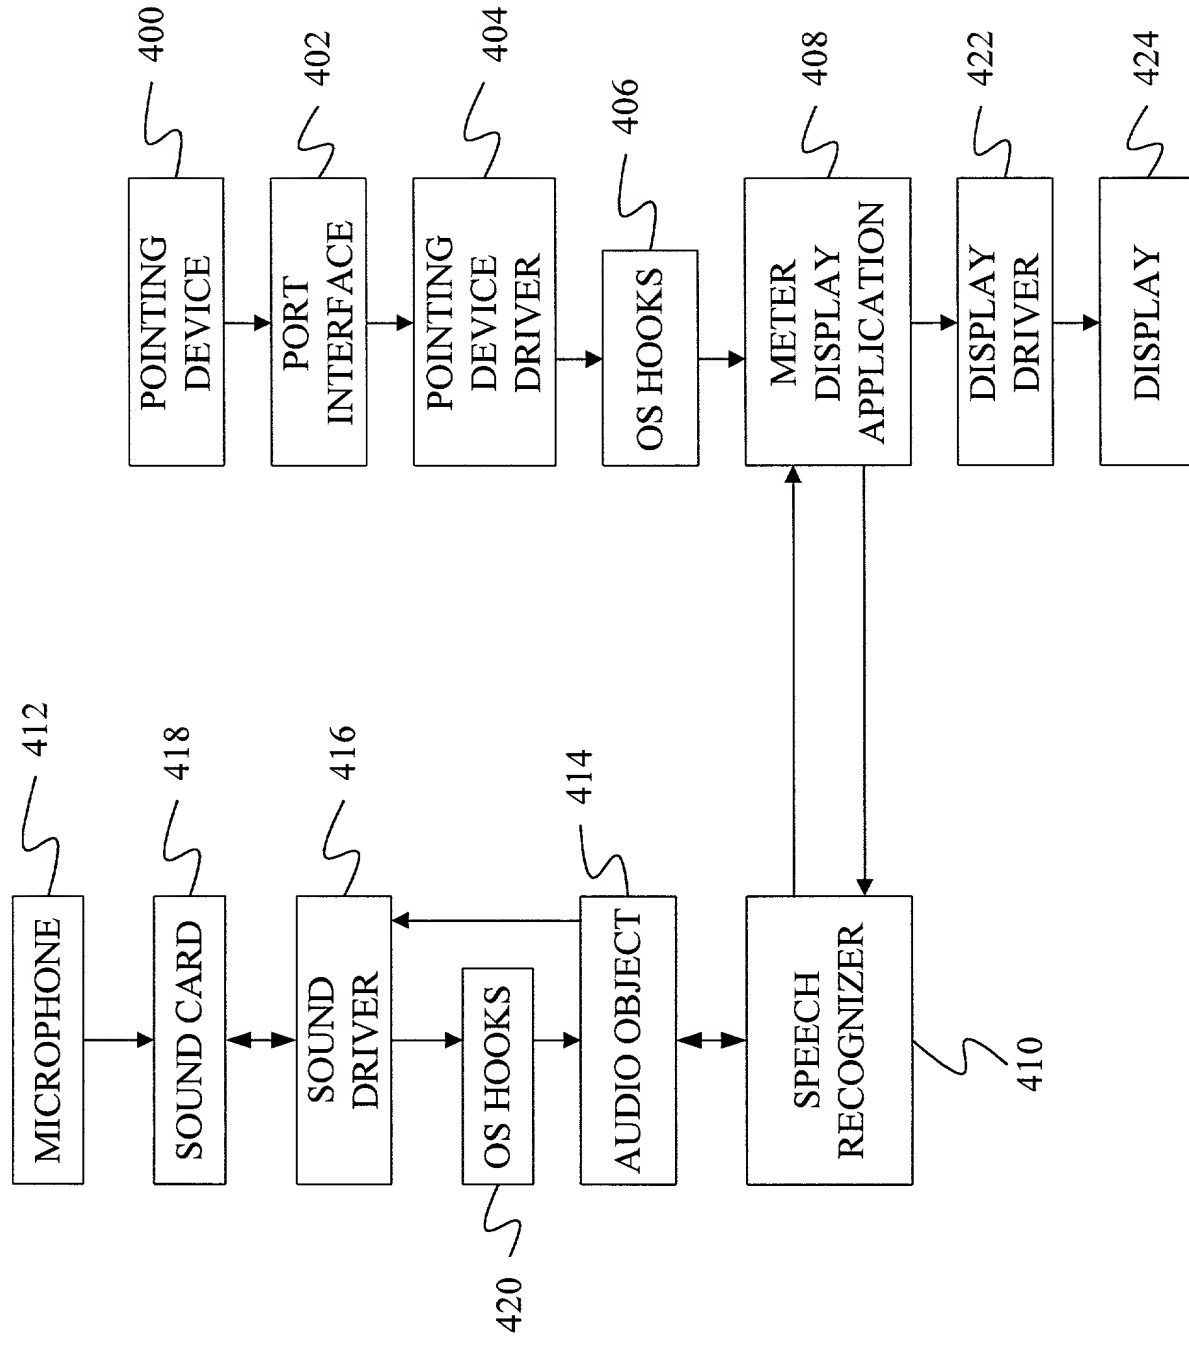 412
MICROPHONE
418
SOUND CARD
416
SOUND
DRIVER
420
OS HOOKS
414
AUDIO OBJECT
SPEECH
RECOGNIZER
410
400
POINTING
DEVICE
402
PORT
INTERFACE
404
POINTING
DEVICE
DRIVER
406
OS HOOKS
408
METER
DISPLAY
APPLICATION
422
DISPLAY
DRIVER
424
DISPLAY